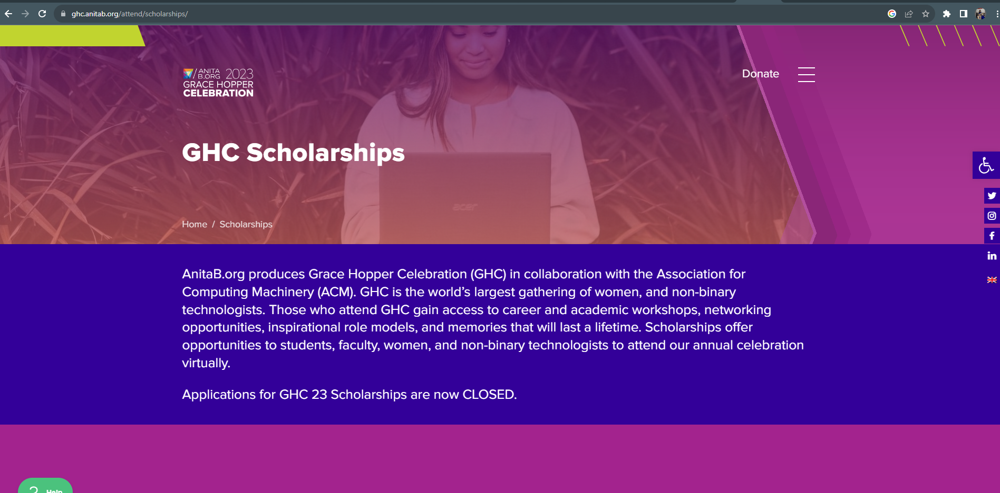 ghc.anitab.org/attend/scholarships/
ANITA
B.ORG 2023
GRACE HOPPER
CELEBRATION
Donate
GHC Scholarships
acer
Home / Scholarships
AnitaB.org produces Grace Hopper Celebration (GHC) in collaboration with the Association for
Computing Machinery (ACM). GHC is the world’s largest gathering of women, and non-binary
technologists. Those who attend GHC gain access to career and academic workshops, networking
opportunities, inspirational role models, and memories that will last a lifetime. Scholarships offer
opportunities to students, faculty, women, and non-binary technologists to attend our annual celebration
virtually.
Applications for GHC 23 Scholarships are now CLOSED.
? Help